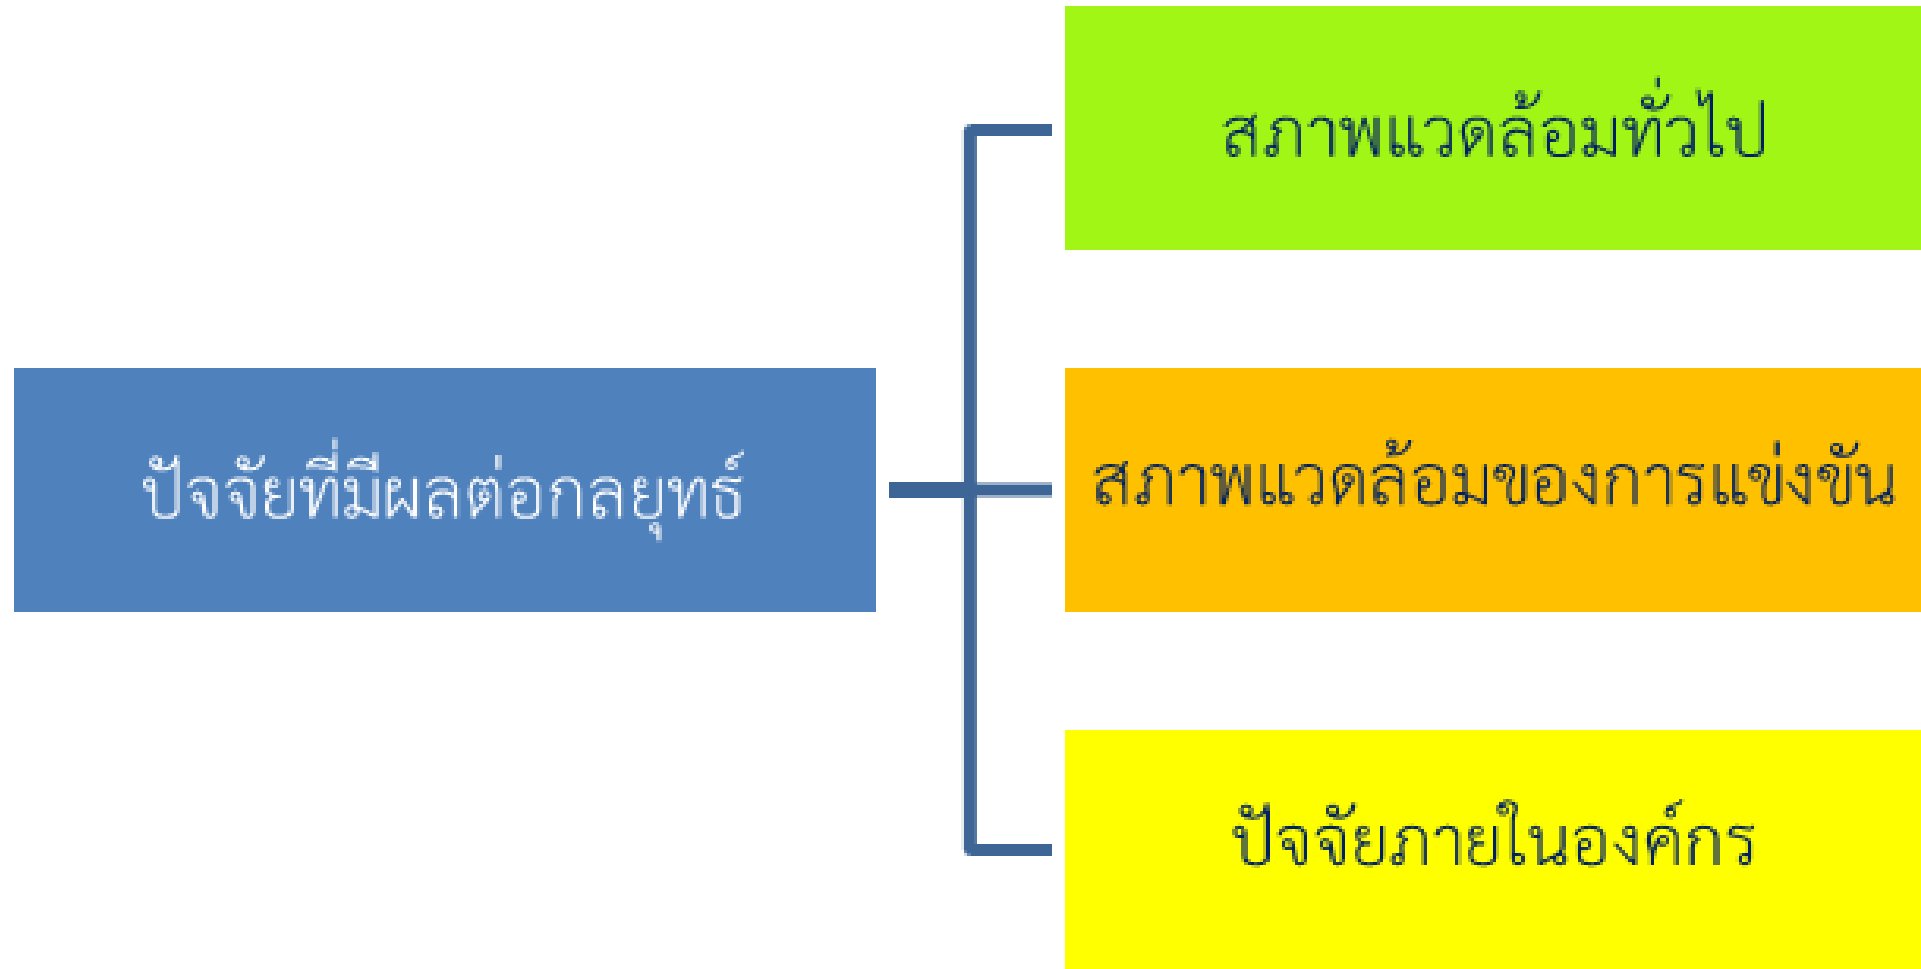 สภาพแวดล้อมทั่วไป
ปัจจัยที่มีผลต่อกลยุทธ์
สภาพแวดล้อมของการแข่งขัน
ปัจจัยภายในองค์กร